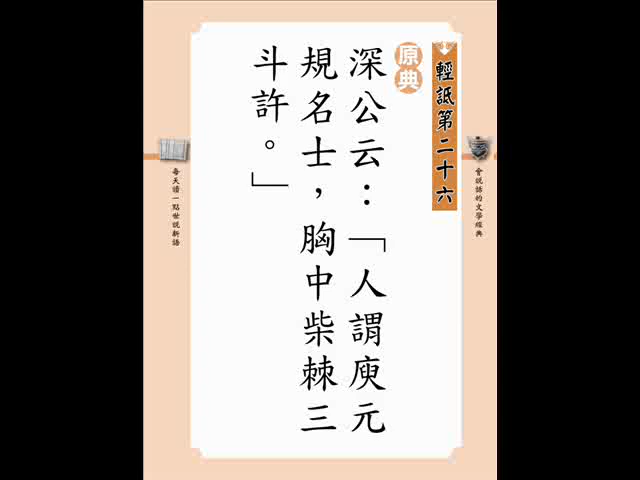 會說話的文學經典
輕詆第二十六
原典
深公云：「人謂庾元
規名士，胸中柴棘三
斗許。」
每天讀一點世說新語